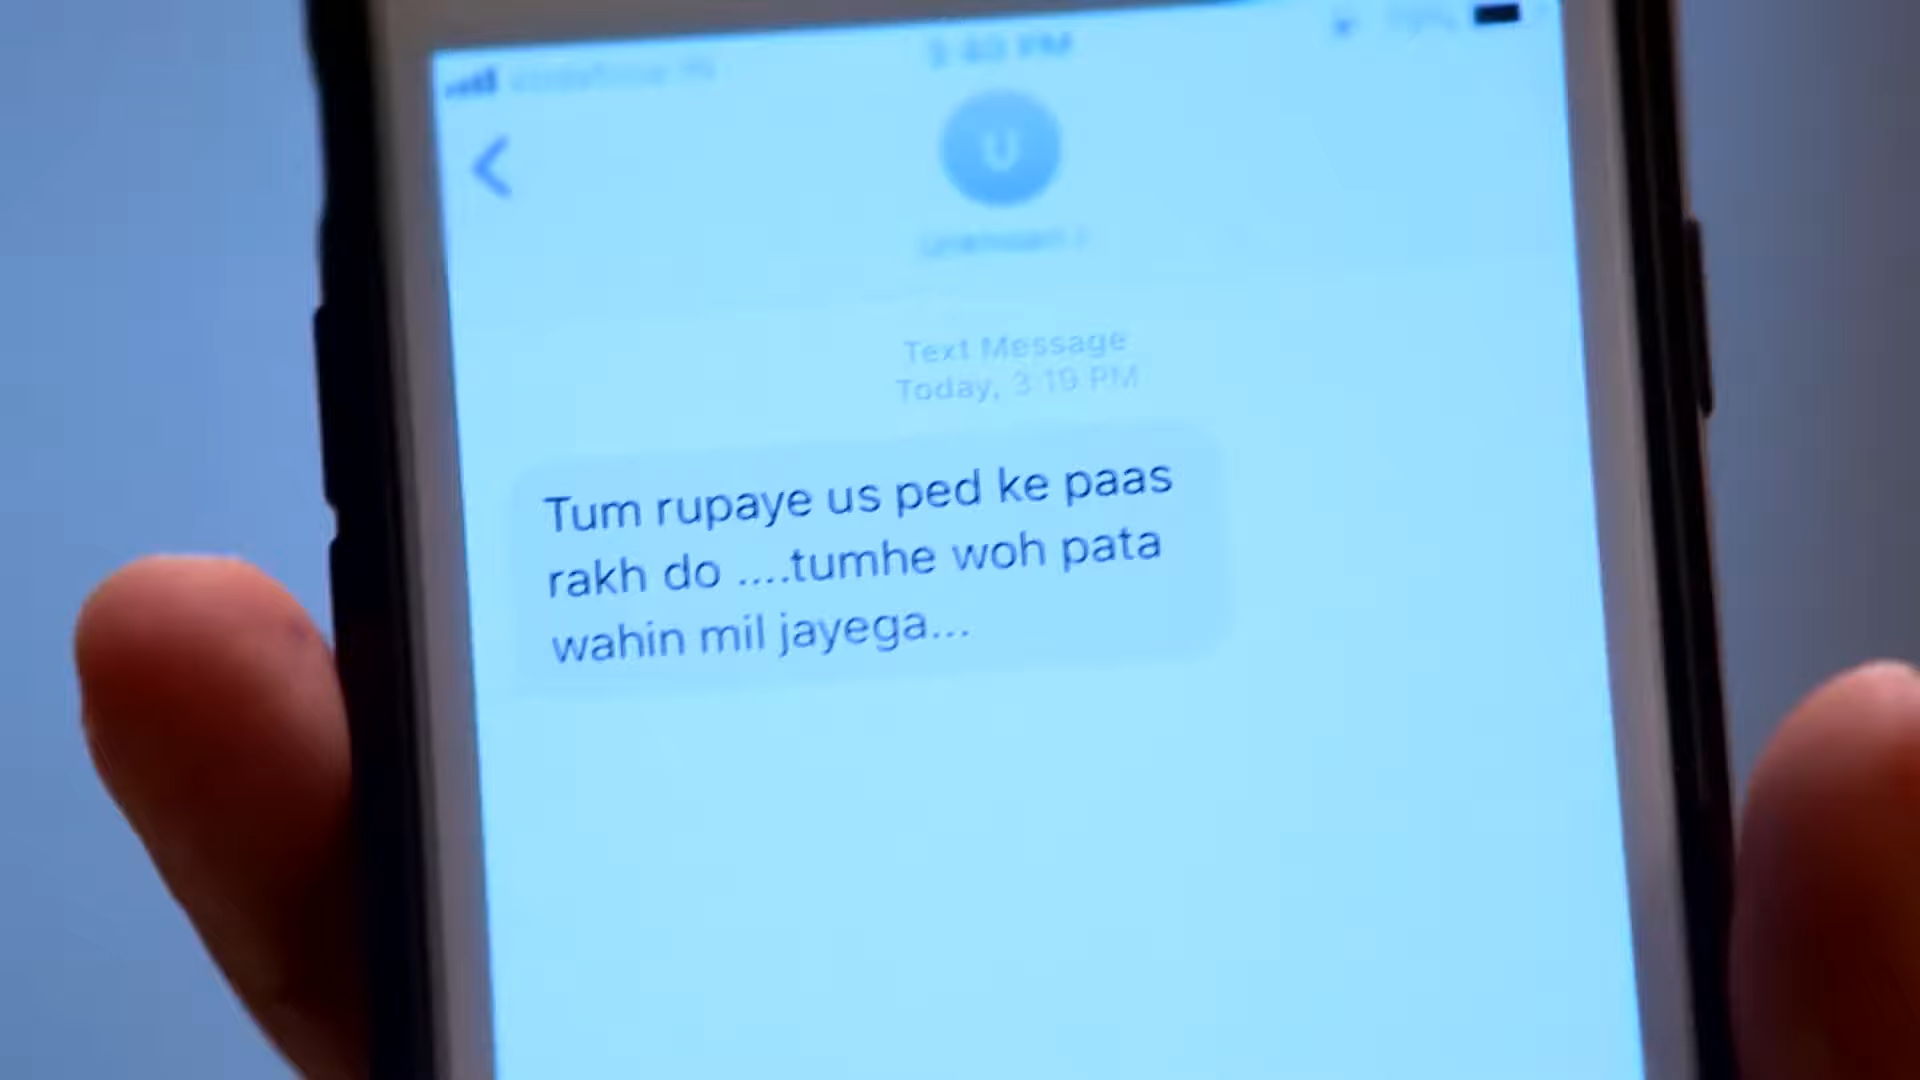 U
Text Message
Today, 3:19 PM
Tum rupaye us ped ke paas
rakh do ....tumhe woh pata
wahin mil jayega...